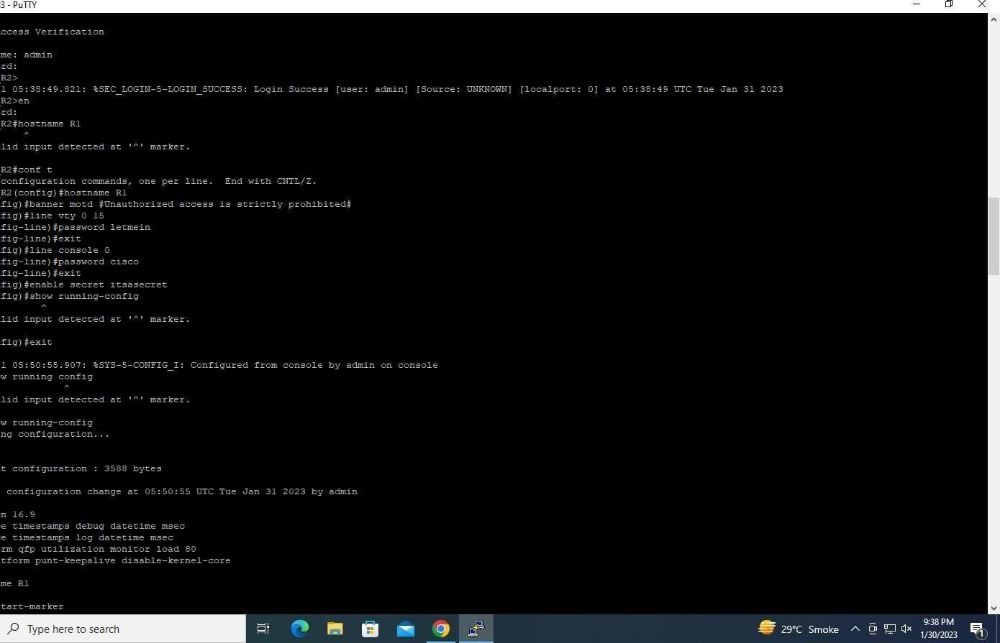 3 - PuTTY
ccess Verification
me: admin
rd:
R2>
1 05:38:49.821: %SEC_LOGIN-5-LOGIN_SUCCESS: Login Success [user: admin] [Source: UNKNOWN] [localport: 0] at 05:38:49 UTC Tue Jan 31 2023
R2>en
rd:
R2#hostname R1
^
lid input detected at '^' marker.
R2#conf t
configuration commands, one per line.  End with CNTL/Z.
R2(config)#hostname R1
fig)#banner motd #Unauthorized access is strictly prohibited#
fig)#line vty 0 15
fig-line)#password letmein
fig-line)#exit
fig)#line console 0
fig-line)#password cisco
fig-line)#exit
fig)#enable secret itsasecret
fig)#show running-config
^
lid input detected at '^' marker.
fig)#exit
1 05:50:55.907: %SYS-5-CONFIG_I: Configured from console by admin on console
w running config
^
lid input detected at '^' marker.
w running-config
ng configuration...
t configuration : 3588 bytes
configuration change at 05:50:55 UTC Tue Jan 31 2023 by admin
n 16.9
e timestamps debug datetime msec
e timestamps log datetime msec
rm qfp utilization monitor load 80
tform punt-keepalive disable-kernel-core
me R1
tart-marker
Type here to search
29°C Smoke
9:38 PM
1/30/2023
1